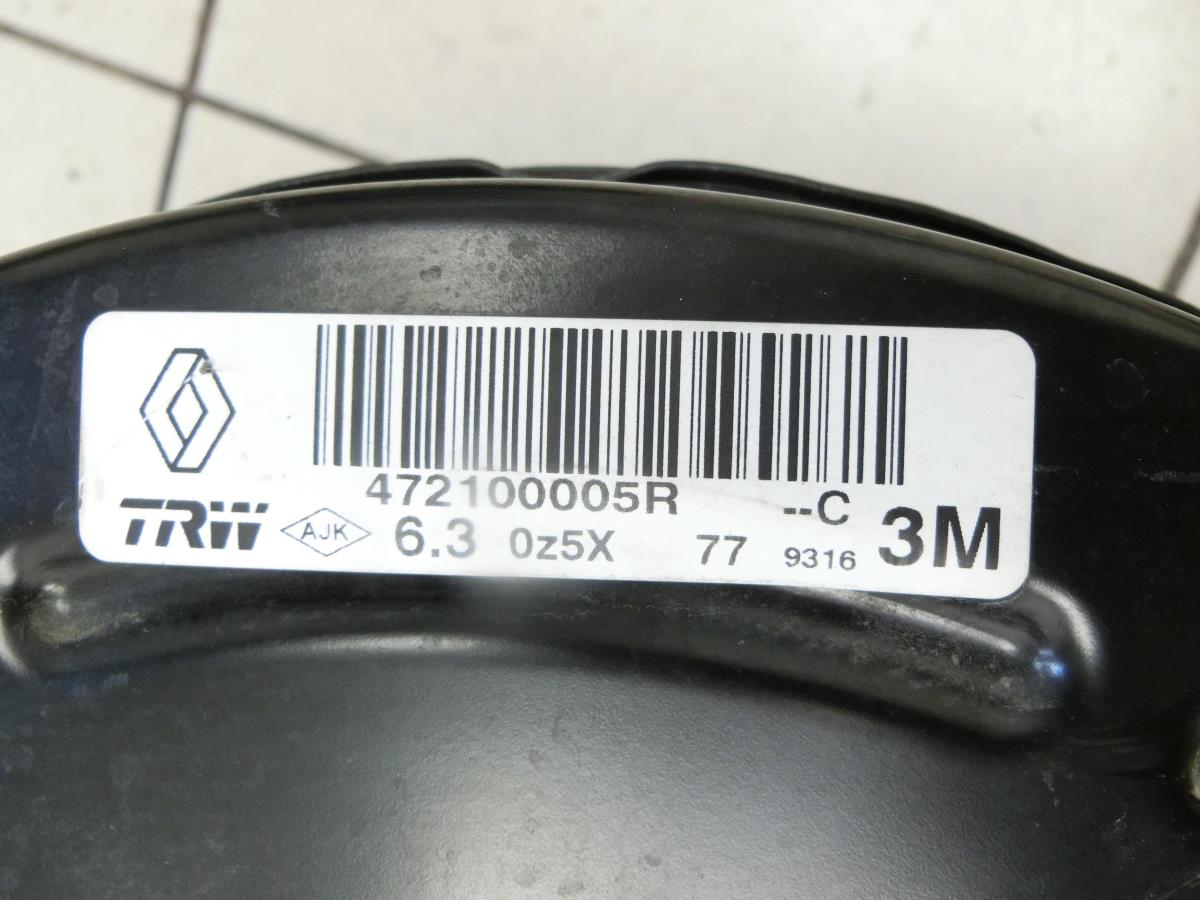 472100005R --C
TRW AJK 6.3 0z5X 77 9316 3M